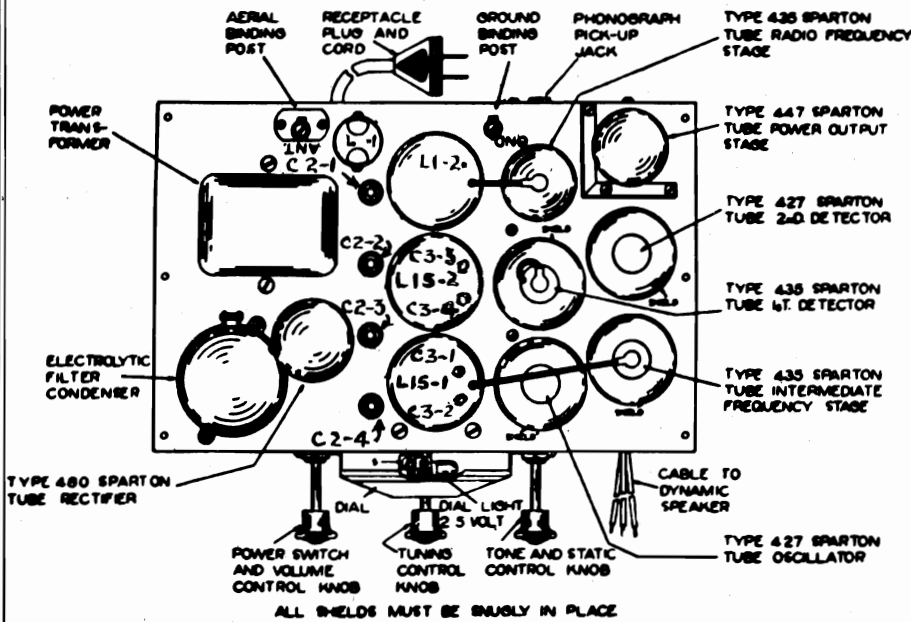 AERIAL
BINDING
POST
RECEPTACLE
PLUG AND
CORD
GROUND
BINDING
POST
PHONOGRAPH
PICK-UP
JACK
TYPE 435 SPARTON
TUBE RADIO FREQUENCY
STAGE
POWER
TRANS-
FORMER
ANT
GND
L1-2
C2-1
TYPE 447 SPARTON
TUBE POWER OUTPUT
STAGE
C2-2
C3-3
L15-2
C3-4
SHIELD
SHIELD
TYPE 427 SPARTON
TUBE 2ND. DETECTOR
C2-3
TYPE 435 SPARTON
TUBE 1ST. DETECTOR
ELECTROLYTIC
FILTER
CONDENSER
C3-1
L15-1
C3-2
C2-4
SHIELD
SHIELD
TYPE 435 SPARTON
TUBE INTERMEDIATE
FREQUENCY STAGE
TYPE 480 SPARTON
TUBE RECTIFIER
DIAL
DIAL LIGHT
2.5 VOLT
CABLE TO
DYNAMIC
SPEAKER
TYPE 427 SPARTON
TUBE OSCILLATOR
POWER SWITCH
AND VOLUME
CONTROL KNOB
TUNING
CONTROL
KNOB
TONE AND STATIC
CONTROL KNOB
ALL SHIELDS MUST BE SNUGLY IN PLACE